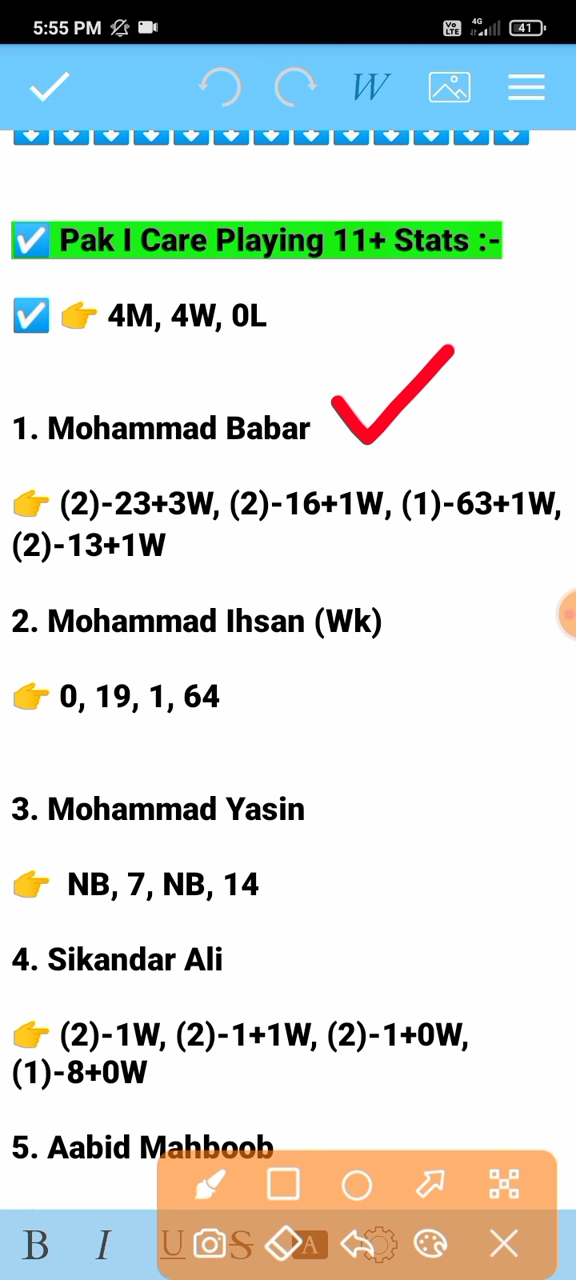 5:55 PM
Vo LTE 4G 41
W
✅ Pak I Care Playing 11+ Stats :-
✅ 👉 4M, 4W, 0L
1. Mohammad Babar
👉 (2)-23+3W, (2)-16+1W, (1)-63+1W,
(2)-13+1W
2. Mohammad Ihsan (Wk)
👉 0, 19, 1, 64
3. Mohammad Yasin
👉 NB, 7, NB, 14
4. Sikandar Ali
👉 (2)-1W, (2)-1+1W, (2)-1+0W,
(1)-8+0W
5. Aabid Mahboob
B I U S A